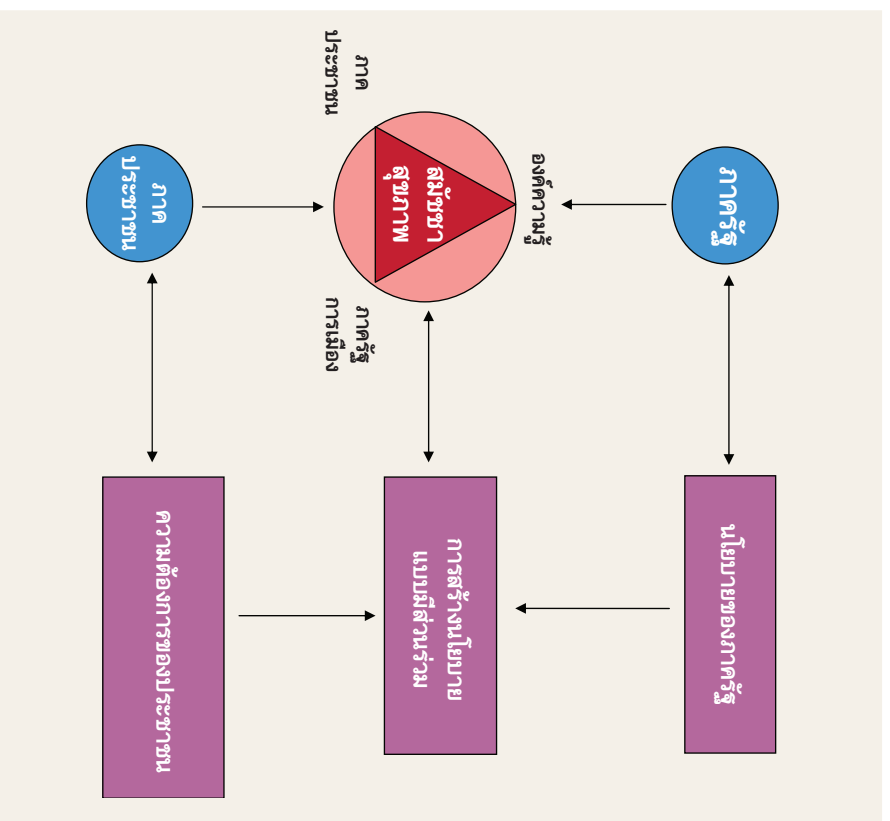 ภาครัฐ
นโยบายของภาครัฐ
องค์ความรู้
สมัชชา
สุขภาพ
ภาค
ประชาชน
ภาครัฐ
การเมือง
การสร้างนโยบาย
แบบมีส่วนร่วม
ภาค
ประชาชน
ความต้องการของประชาชน